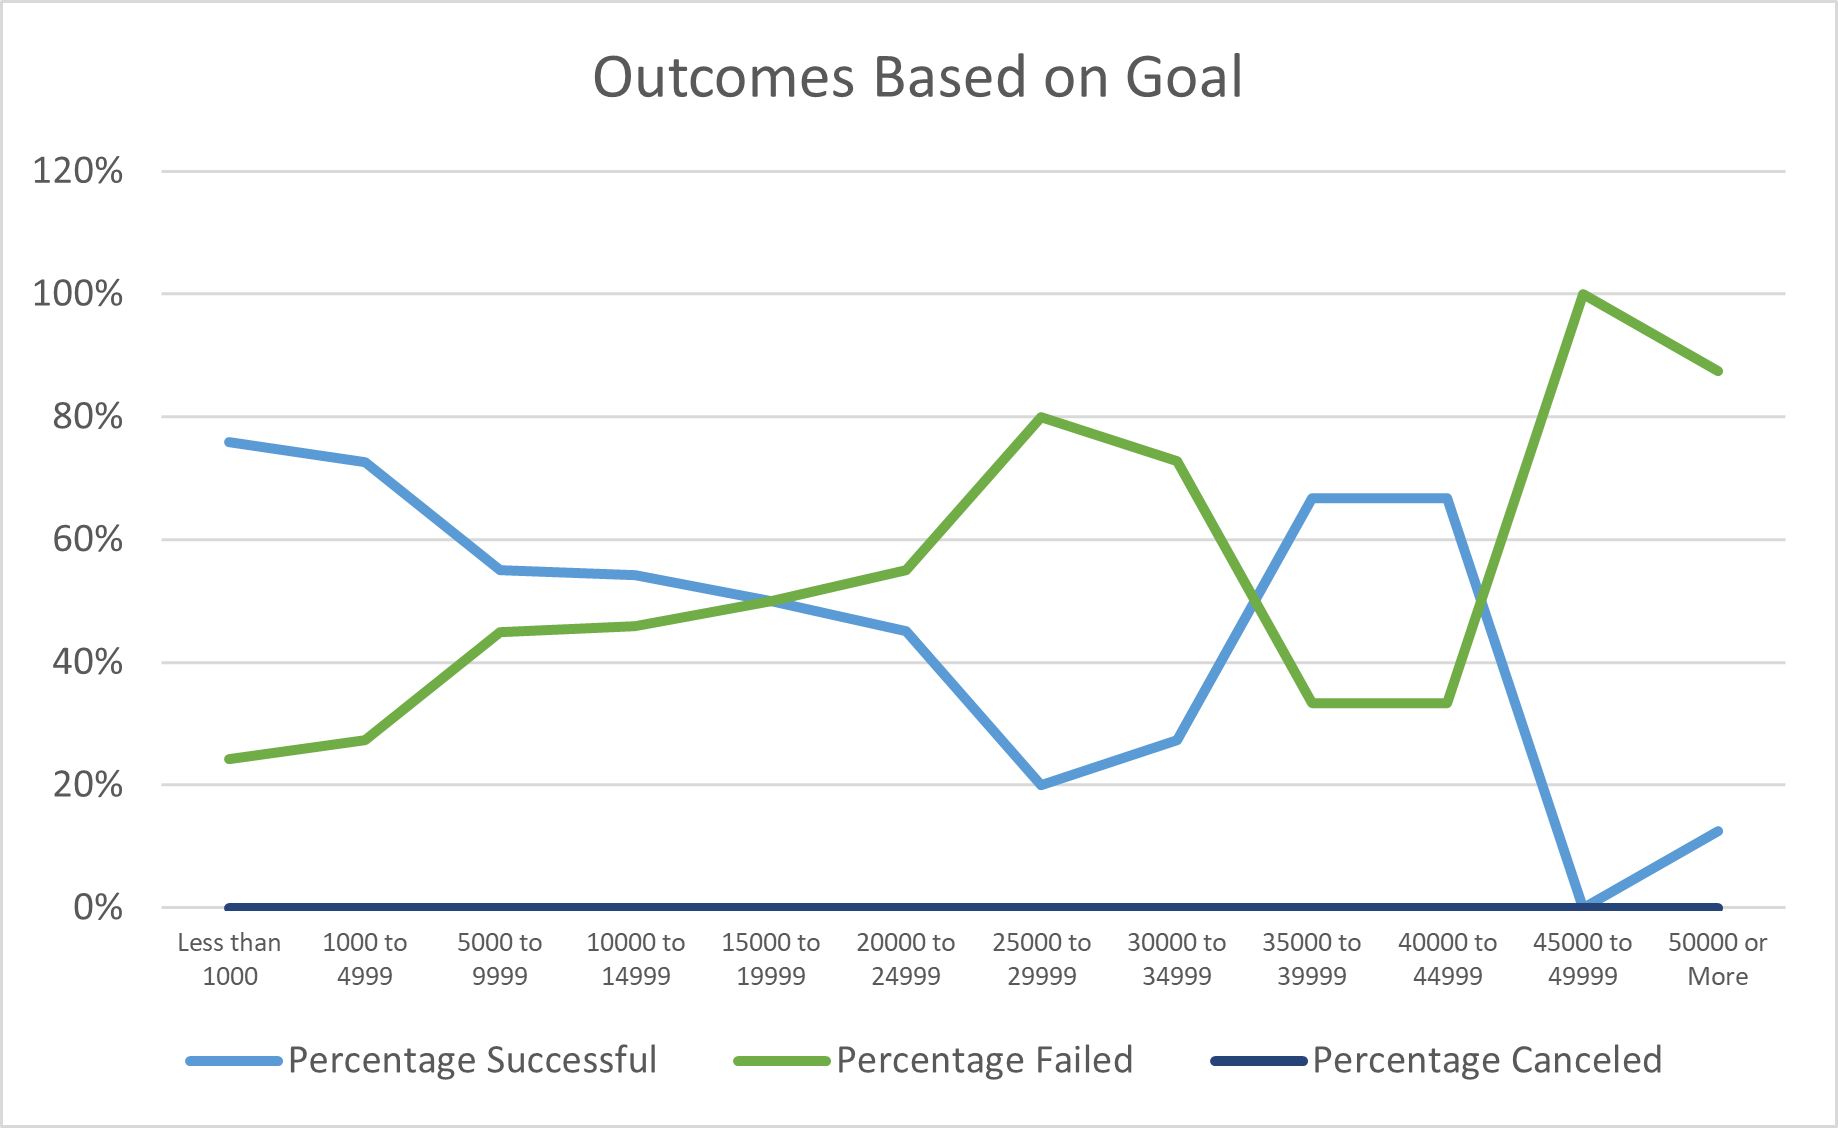 Outcomes Based on Goal
120%
100%
80%
60%
40%
20%
0%
Less than
1000
1000 to
4999
5000 to
9999
10000 to
14999
15000 to
19999
20000 to
24999
25000 to
29999
30000 to
34999
35000 to
39999
40000 to
44999
45000 to
49999
50000 or
More
Percentage Successful
Percentage Failed
Percentage Canceled